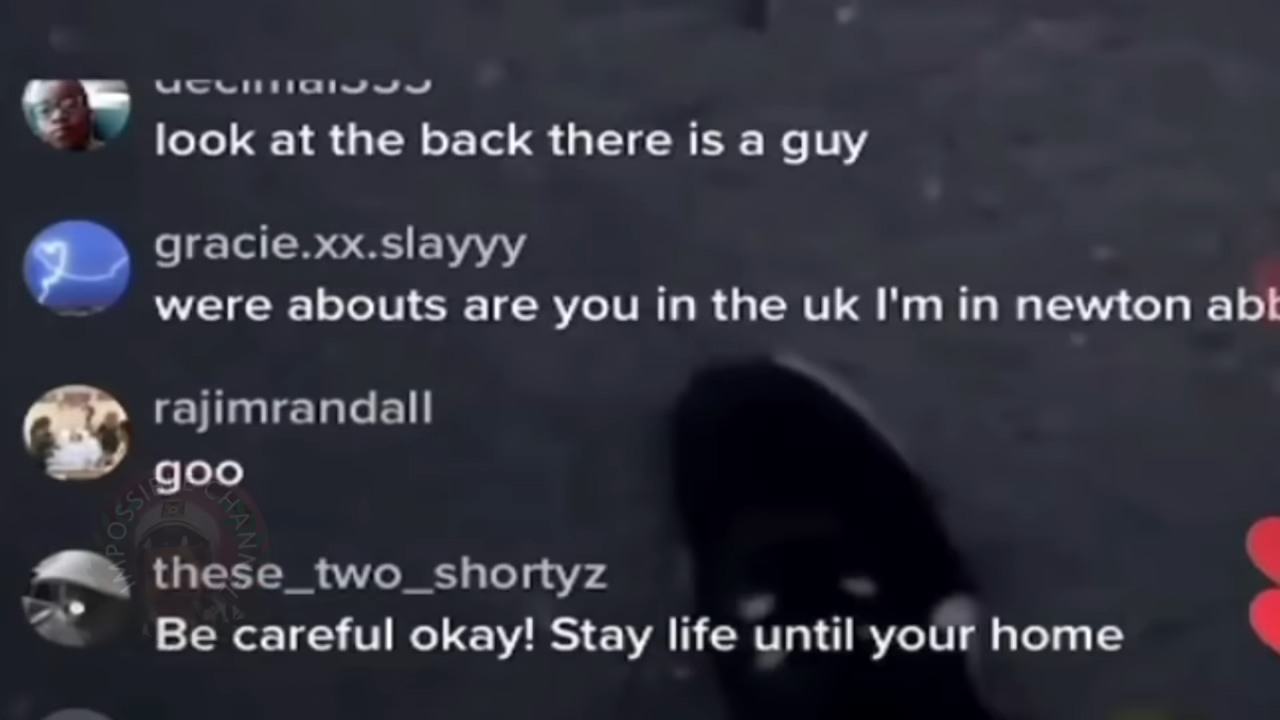 look at the back there is a guy
gracie.xx.slayyy
were abouts are you in the uk I'm in newton abb
rajimrandall
goo
these_two_shortyz
Be careful okay! Stay life until your home